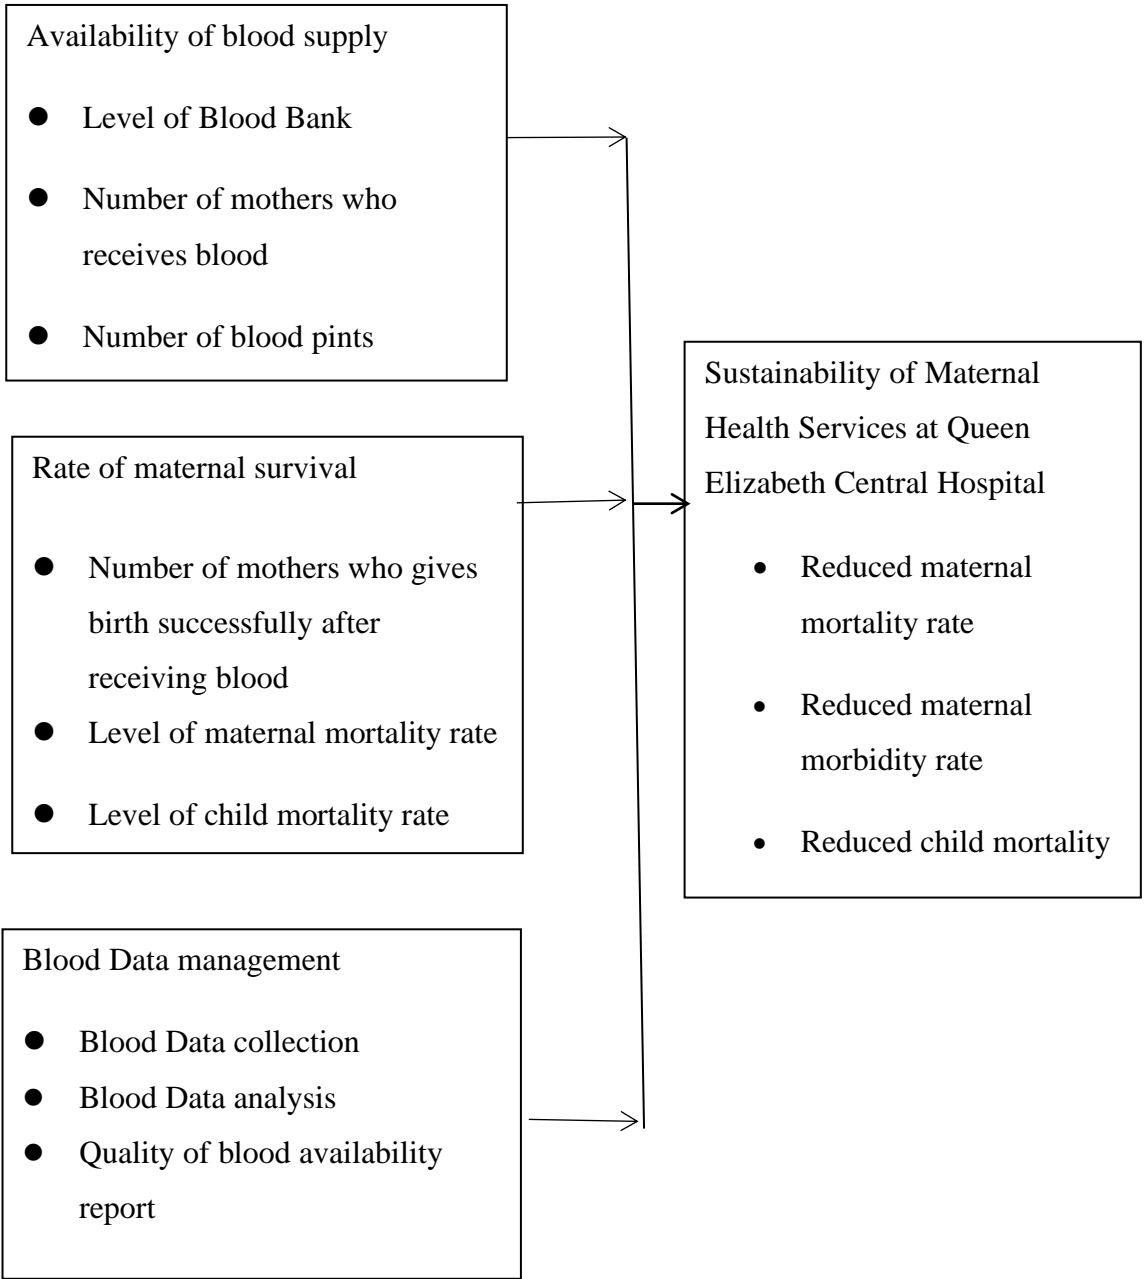 Availability of blood supply
● Level of Blood Bank
● Number of mothers who
receives blood
● Number of blood pints
Rate of maternal survival
● Number of mothers who gives
birth successfully after
receiving blood
● Level of maternal mortality rate
● Level of child mortality rate
Blood Data management
● Blood Data collection
● Blood Data analysis
● Quality of blood availability
report
Sustainability of Maternal
Health Services at Queen
Elizabeth Central Hospital
• Reduced maternal
mortality rate
• Reduced maternal
morbidity rate
• Reduced child mortality